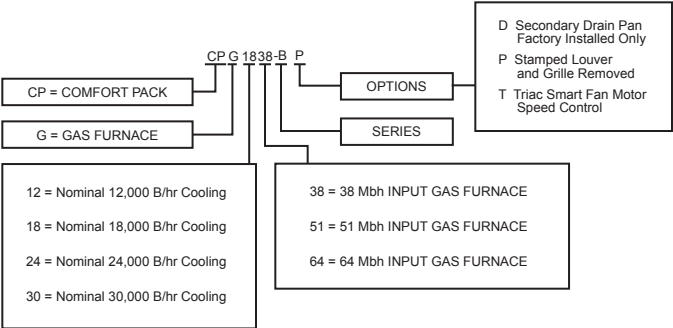 D Secondary Drain Pan
Factory Installed Only
P Stamped Louver
and Grille Removed
T Triac Smart Fan Motor
Speed Control
CP G 18 38 -B P
CP = COMFORT PACK
OPTIONS
G = GAS FURNACE
SERIES
12 = Nominal 12,000 B/hr Cooling
18 = Nominal 18,000 B/hr Cooling
24 = Nominal 24,000 B/hr Cooling
30 = Nominal 30,000 B/hr Cooling
38 = 38 Mbh INPUT GAS FURNACE
51 = 51 Mbh INPUT GAS FURNACE
64 = 64 Mbh INPUT GAS FURNACE